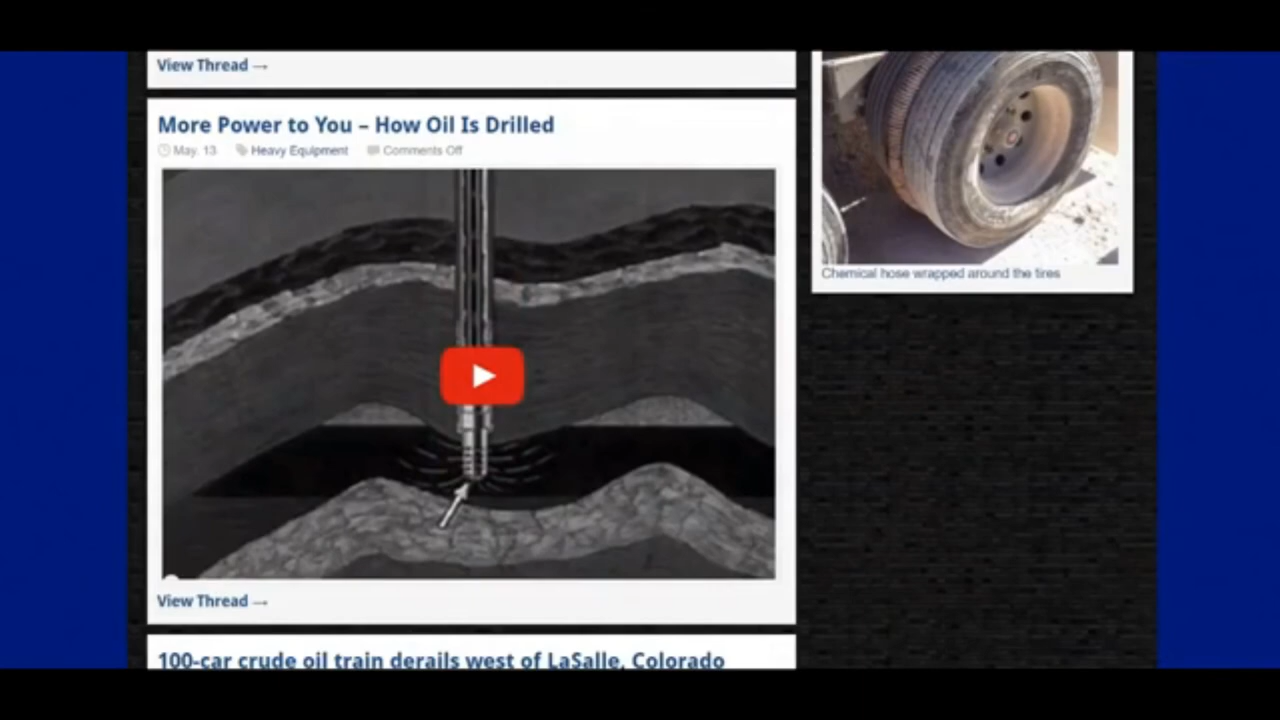 View Thread →
More Power to You – How Oil Is Drilled
May. 13 Heavy Equipment Comments Off
View Thread →
100-car crude oil train derails west of LaSalle, Colorado
Chemical hose wrapped around the tires